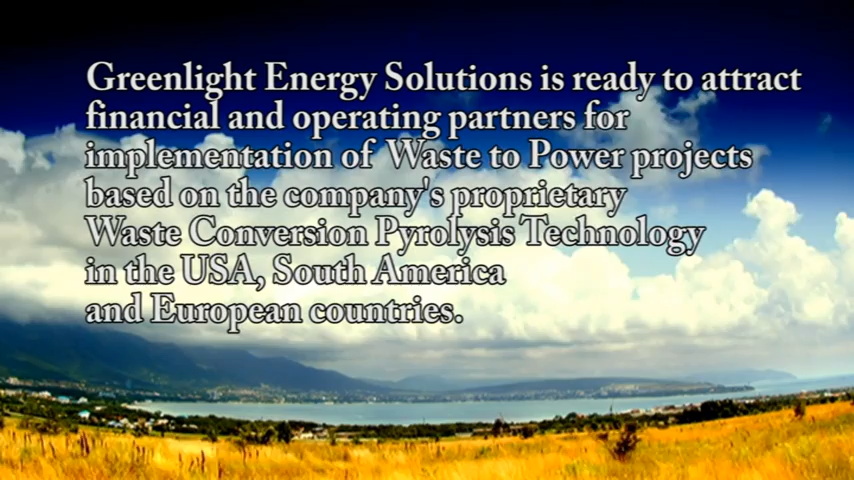 Greenlight Energy Solutions is ready to attract
financial and operating partners for
implementation of Waste to Power projects
based on the company's proprietary
Waste Conversion Pyrolysis Technology
in the USA, South America
and European countries.